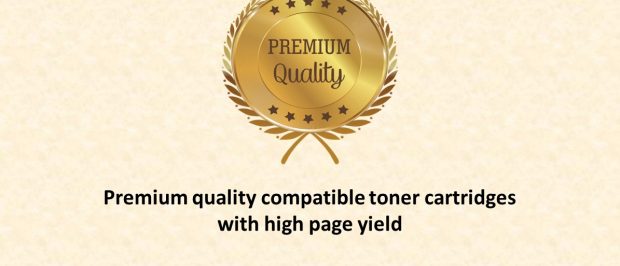 PREMIUM
Quality
Premium quality compatible toner cartridges
with high page yield